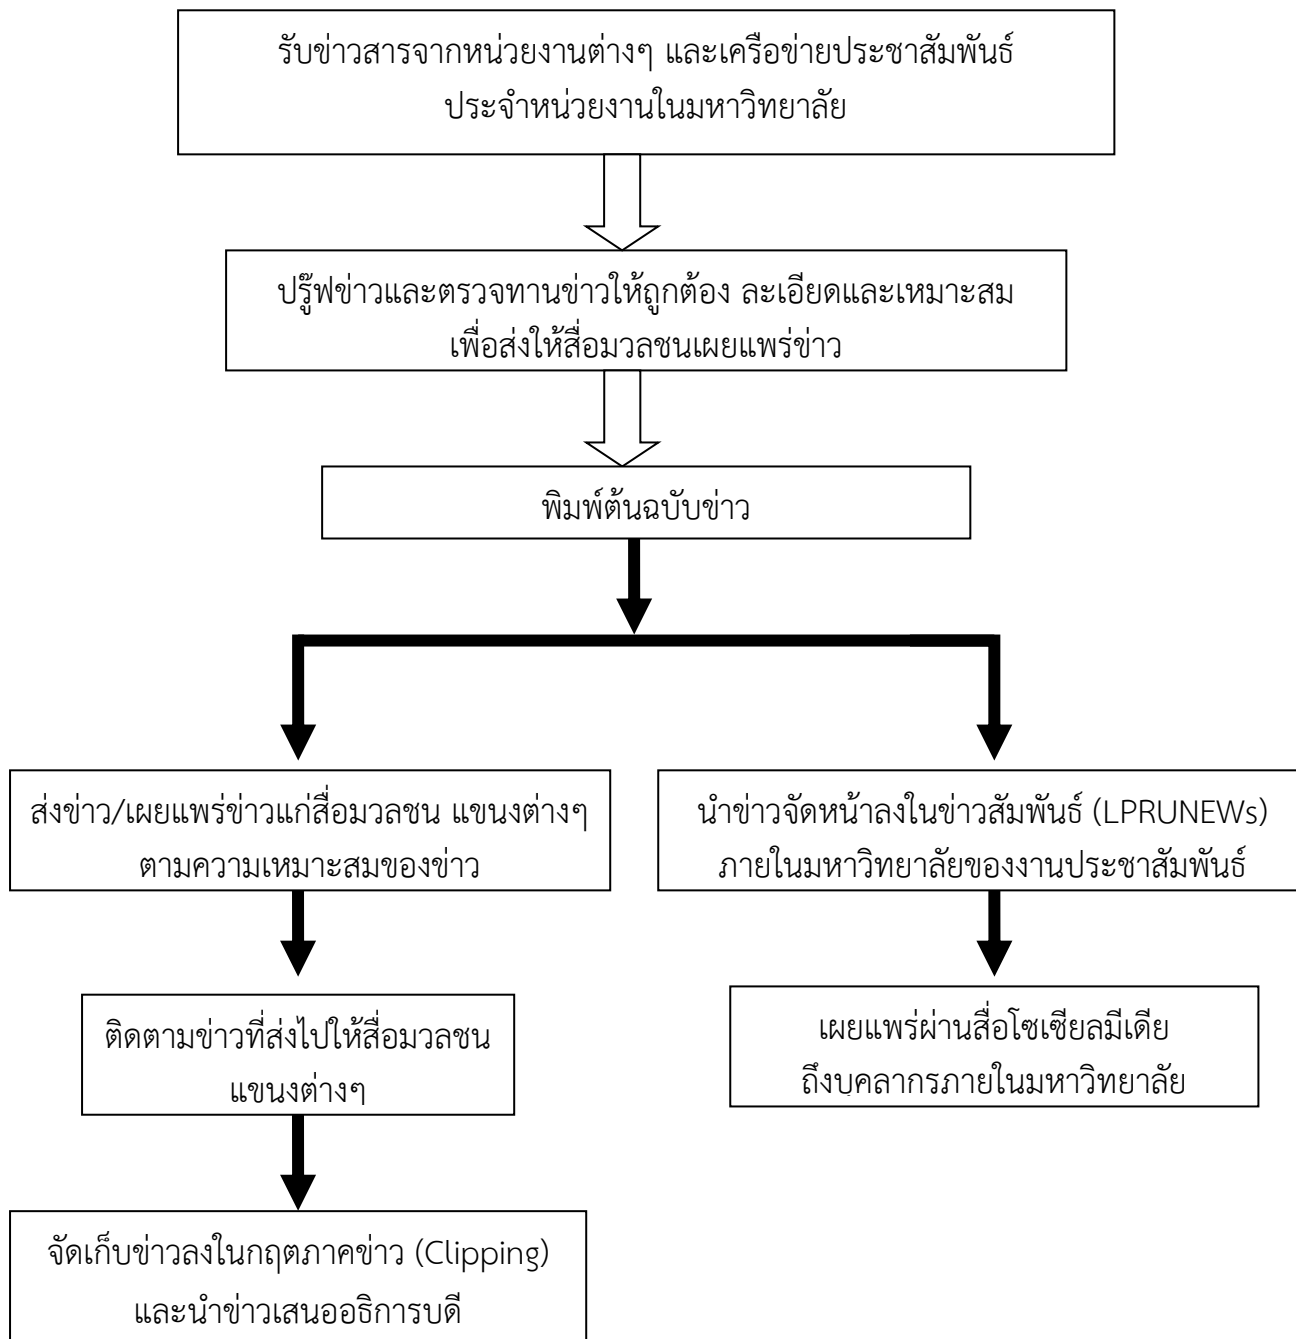 รับข่าวสารจากหน่วยงานต่างๆ และเครือข่ายประชาสัมพันธ์
ประจำหน่วยงานในมหาวิทยาลัย
ปรู๊ฟข่าวและตรวจทานข่าวให้ถูกต้อง ละเอียดและเหมาะสม
เพื่อส่งให้สื่อมวลชนเผยแพร่ข่าว
พิมพ์ต้นฉบับข่าว
ส่งข่าว/เผยแพร่ข่าวแก่สื่อมวลชน แขนงต่างๆ
ตามความเหมาะสมของข่าว
นำข่าวจัดหน้าลงในข่าวสัมพันธ์ (LPRUNEWs)
ภายในมหาวิทยาลัยของงานประชาสัมพันธ์
ติดตามข่าวที่ส่งไปให้สื่อมวลชน
แขนงต่างๆ
เผยแพร่ผ่านสื่อโซเซียลมีเดีย
ถึงบุคลากรภายในมหาวิทยาลัย
จัดเก็บข่าวลงในกฤตภาคข่าว (Clipping)
และนำข่าวเสนออธิการบดี